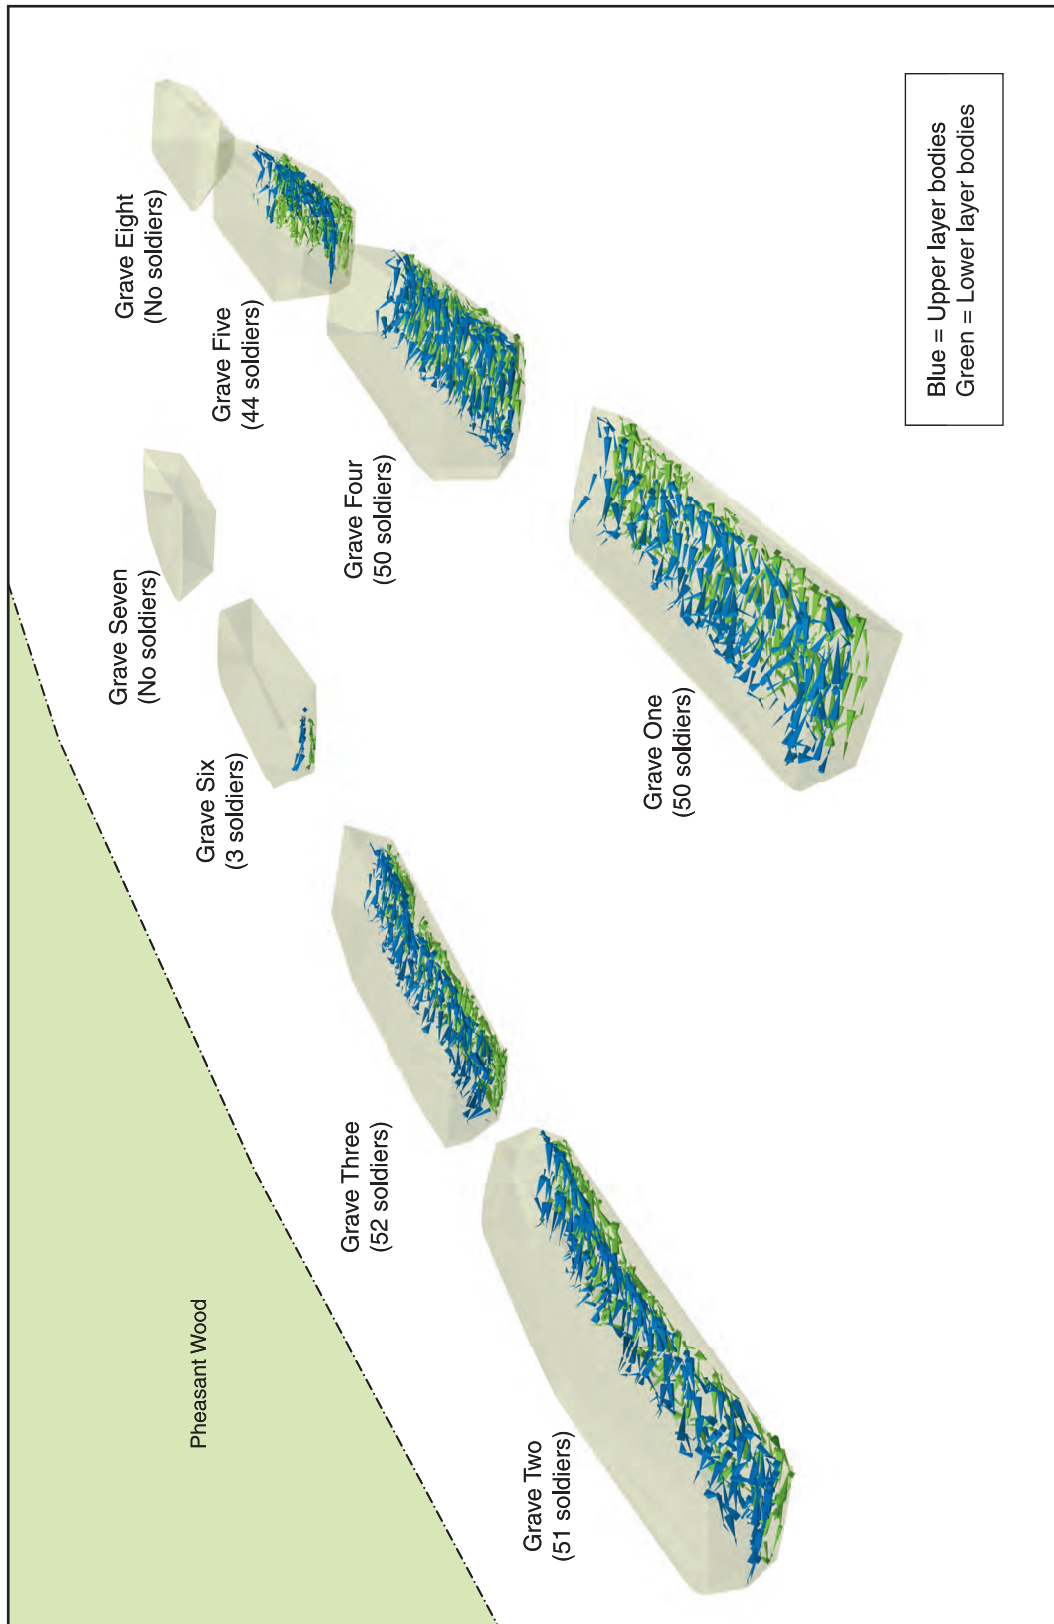 Grave Eight
(No soldiers)
Grave Five
(44 soldiers)
Grave Four
(50 soldiers)
Grave Seven
(No soldiers)
Grave Six
(3 soldiers)
Grave One
(50 soldiers)
Grave Three
(52 soldiers)
Grave Two
(51 soldiers)
Pheasant Wood
Blue = Upper layer bodies
Green = Lower layer bodies